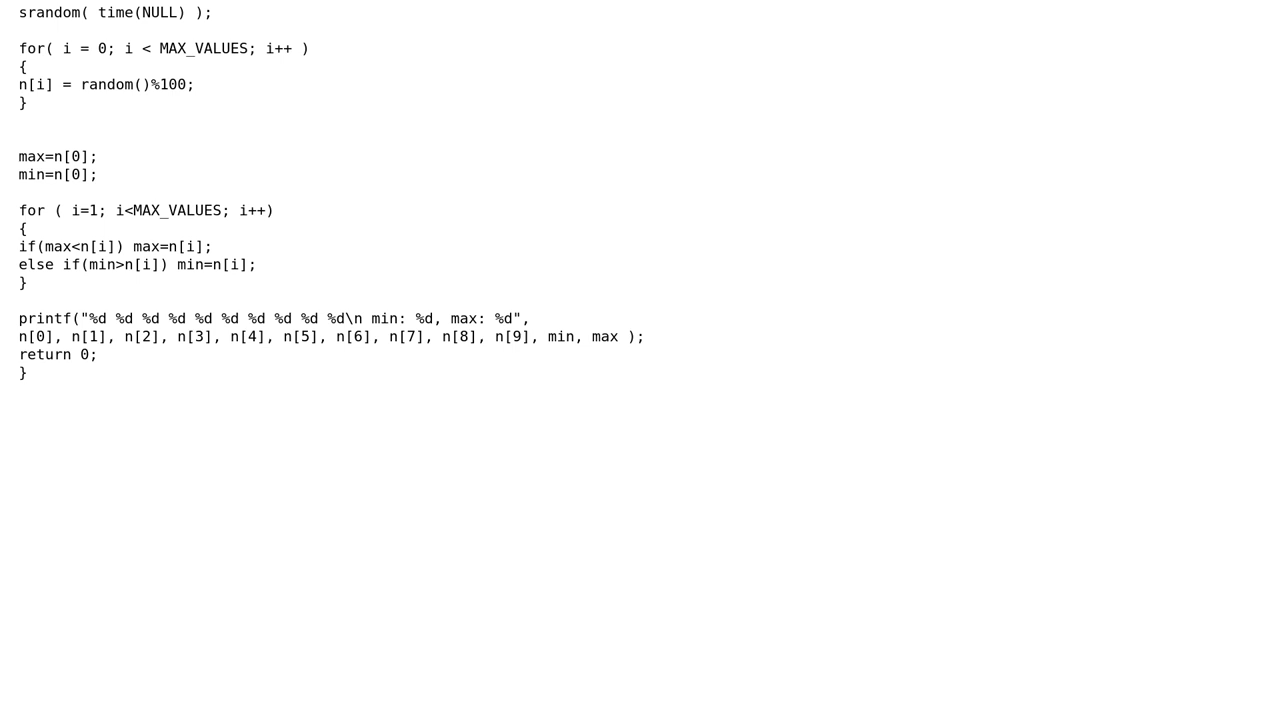 srandom( time(NULL) );
for( i = 0; i < MAX_VALUES; i++ )
{
n[i] = random()%100;
}
max=n[0];
min=n[0];
for ( i=1; i<MAX_VALUES; i++)
{
if(max<n[i]) max=n[i];
else if(min>n[i]) min=n[i];
}
printf("%d %d %d %d %d %d %d %d %d %d\n min: %d, max: %d",
n[0], n[1], n[2], n[3], n[4], n[5], n[6], n[7], n[8], n[9], min, max );
return 0;
}